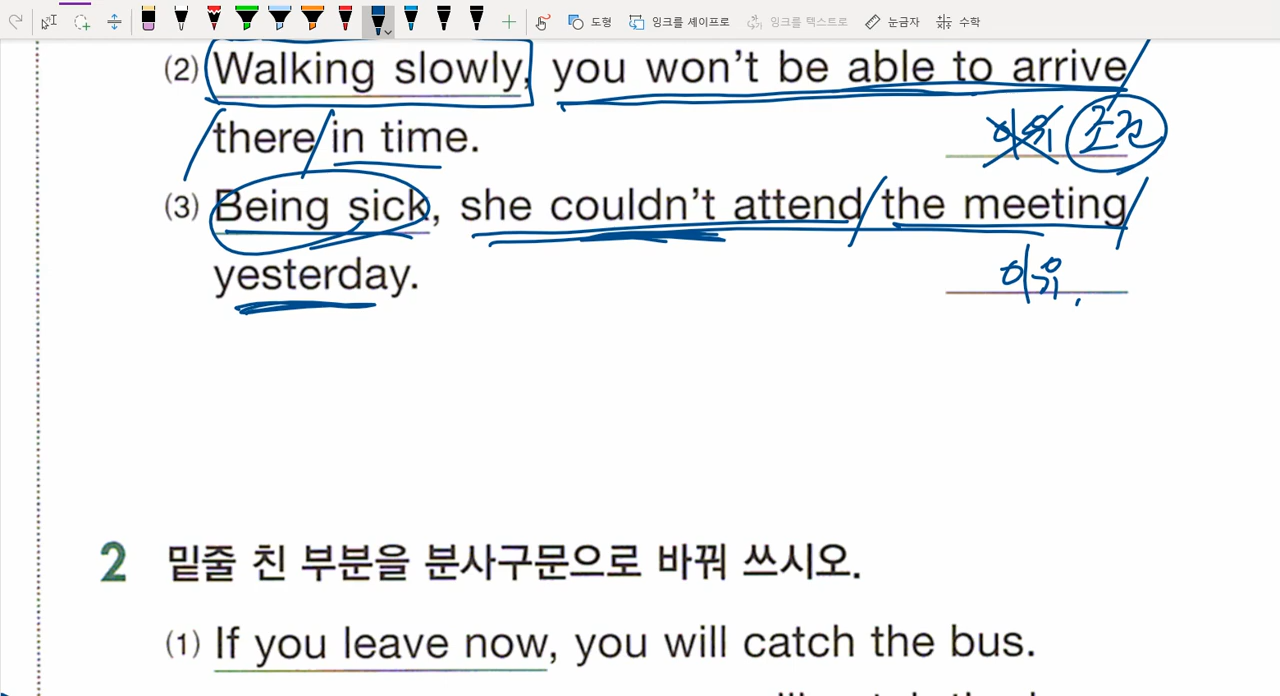 도형 잉크를 셰이프로 잉크를 텍스트로 눈금자 수학
(2) Walking slowly, you won't be able to arrive
there in time. 이유 조건
(3) Being sick, she couldn't attend the meeting
yesterday. 이유.
2 밑줄 친 부분을 분사구문으로 바꿔 쓰시오.
(1) If you leave now, you will catch the bus.